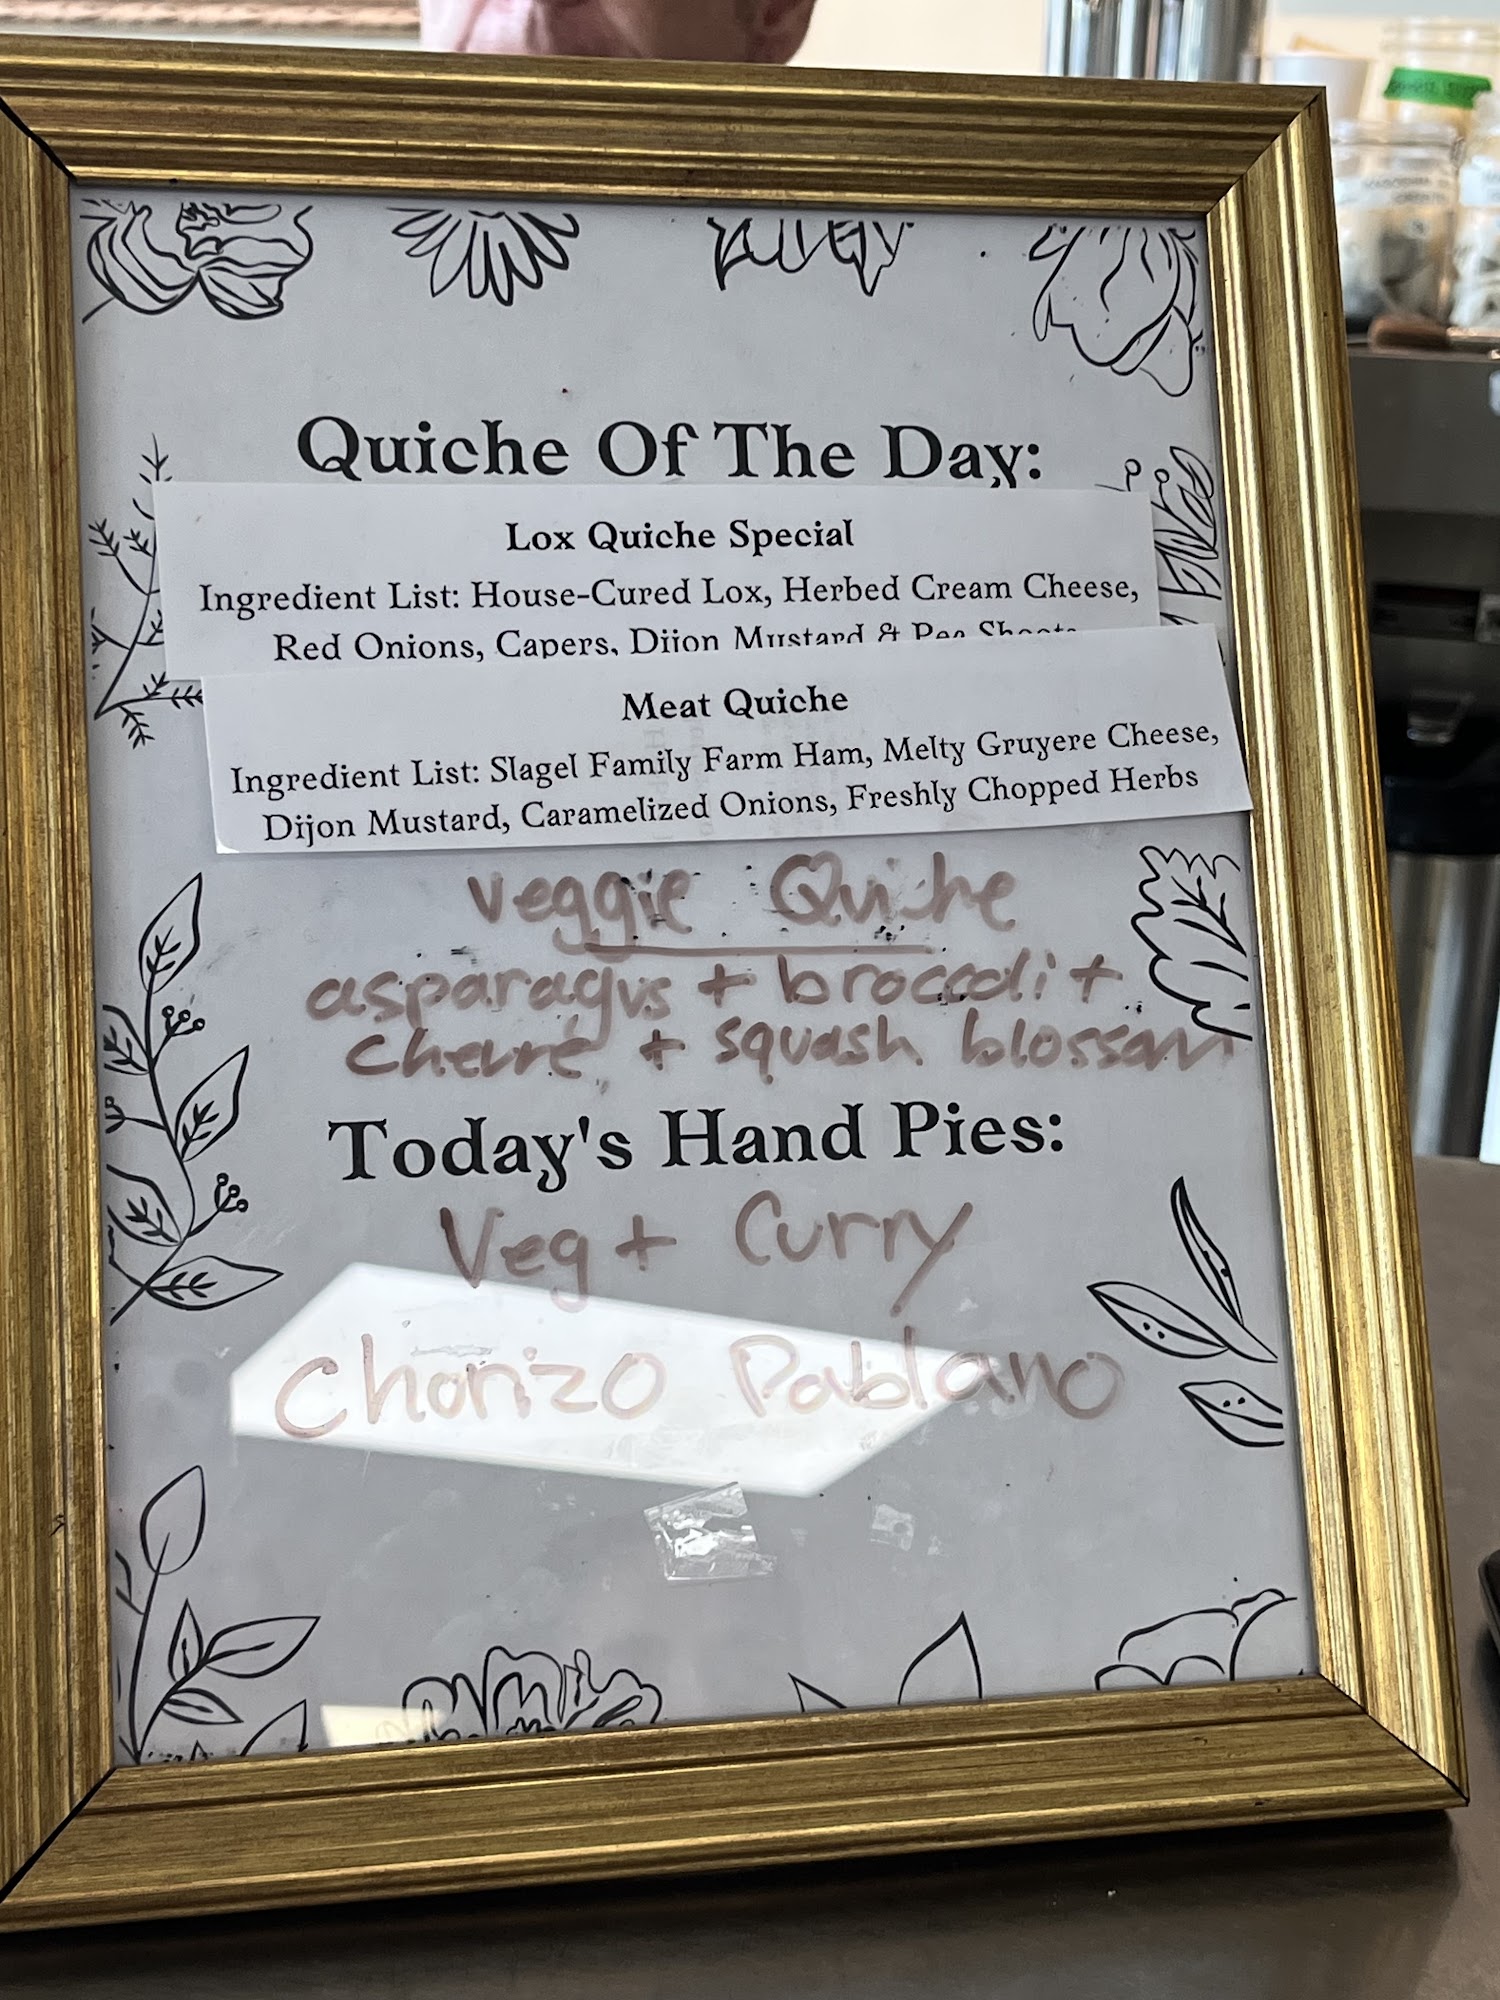 Quiche Of The Day:
Lox Quiche Special
Ingredient List: House-Cured Lox, Herbed Cream Cheese,
Red Onions, Capers, Dijon Mustard & Pea Shoots
Meat Quiche
Ingredient List: Slagel Family Farm Ham, Melty Gruyere Cheese,
Dijon Mustard, Caramelized Onions, Freshly Chopped Herbs
Veggie Quiche
asparagus + broccoli +
chevre + squash blossom
Today's Hand Pies:
Veg + Curry
Chorizo Pablano